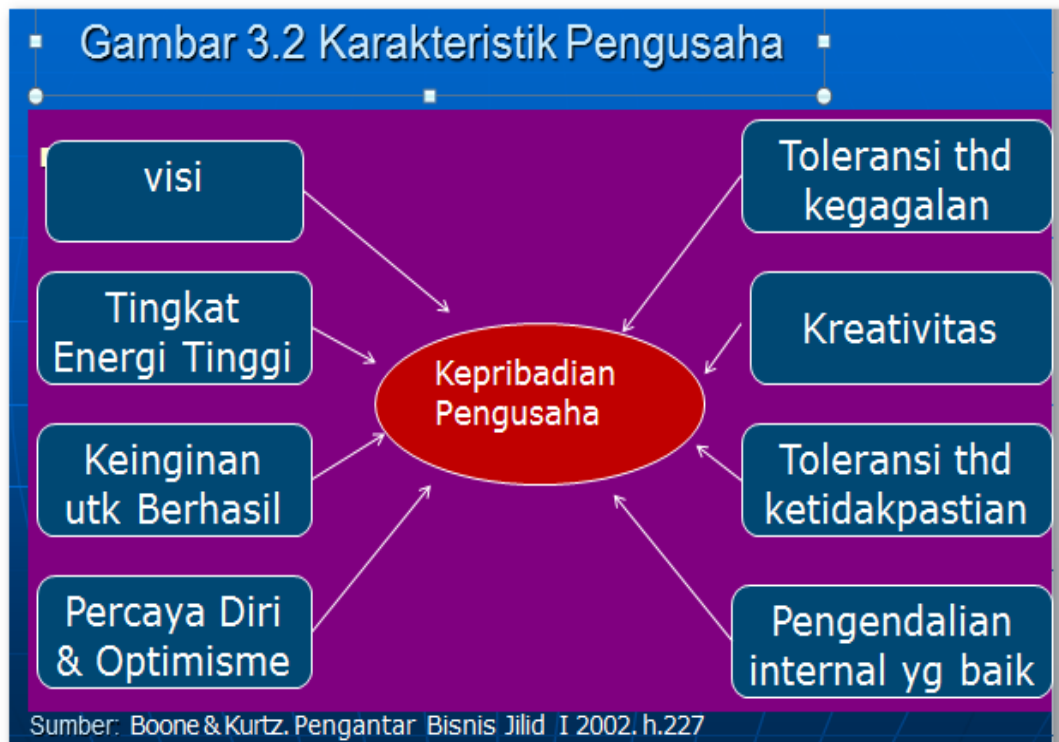 Gambar 3.2 Karakteristik Pengusaha
visi
Tingkat
Energi Tinggi
Keinginan
utk Berhasil
Percaya Diri
& Optimisme
Kepribadian
Pengusaha
Toleransi thd
kegagalan
Kreativitas
Toleransi thd
ketidakpastian
Pengendalian
internal yg baik
Sumber: Boone & Kurtz. Pengantar Bisnis Jilid I 2002. h.227